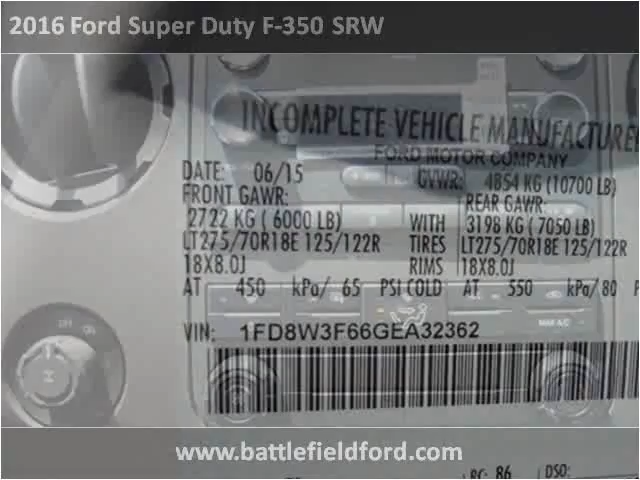 2016 Ford Super Duty F-350 SRW
INCOMPLETE VEHICLE MANUFACTURER
FORD MOTOR COMPANY
DATE: 06/15 GVWR: 4854 KG (10700 LB)
FRONT GAWR: REAR GAWR:
2722 KG ( 6000 LB) WITH 3198 KG ( 7050 LB)
LT275/70R18E 125/122R TIRES LT275/70R18E 125/122R
18X8.0J RIMS 18X8.0J
AT 450 kPa/ 65 PSI COLD AT 550 kPa/ 80
VIN: 1FD8W3F66GEA32362
MAX A/C
www.battlefieldford.com
RC: 86 DSO: